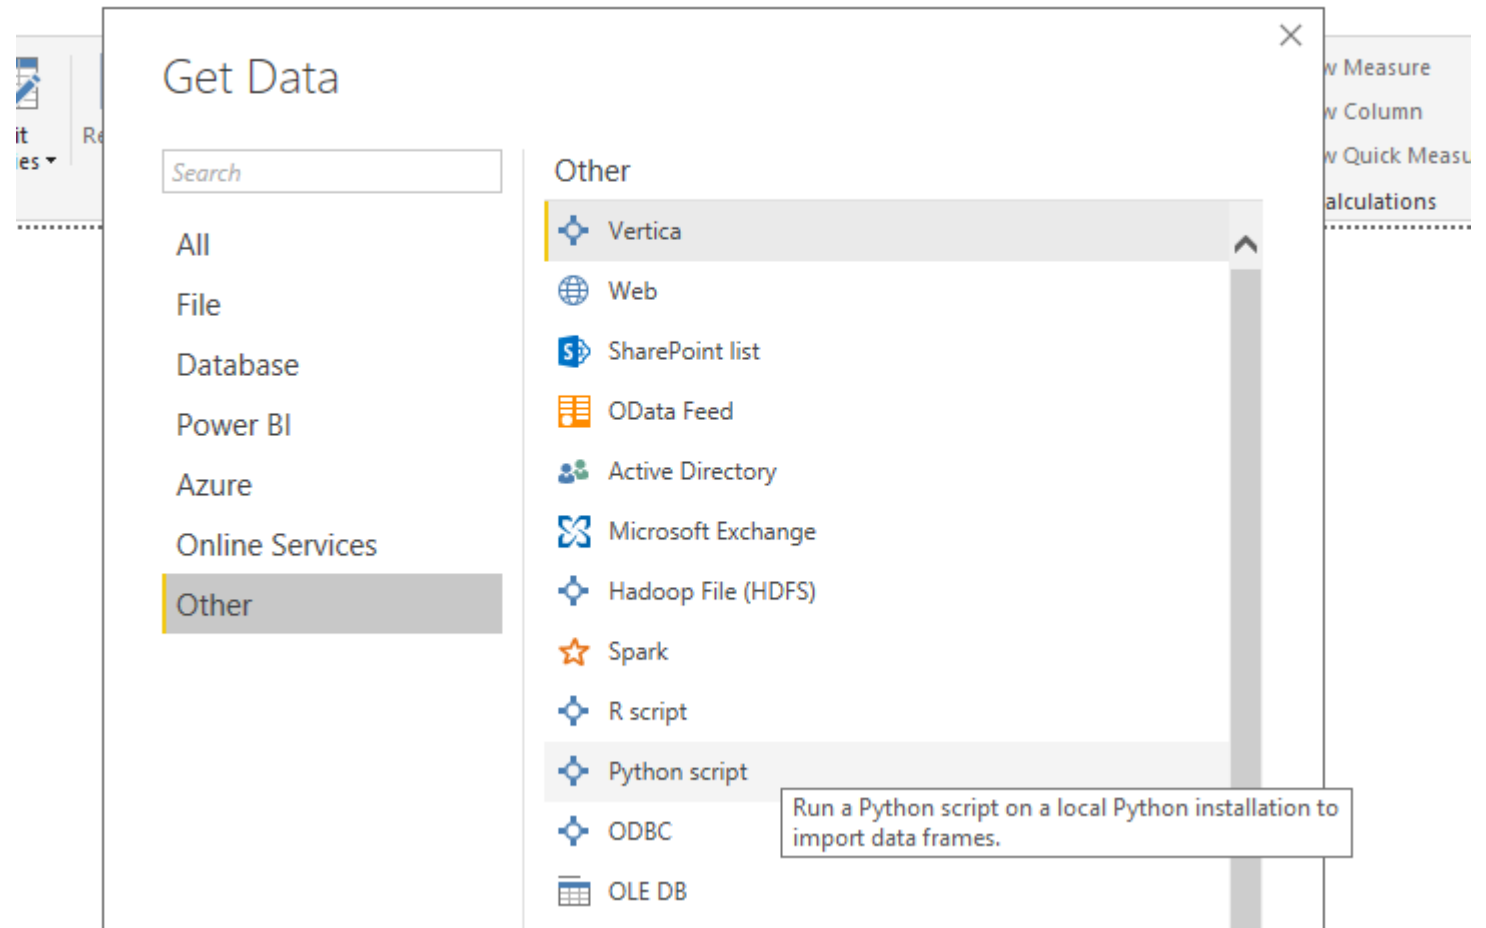 Get Data
Search
All
File
Database
Power BI
Azure
Online Services
Other
Other
Vertica
Web
SharePoint list
OData Feed
Active Directory
Microsoft Exchange
Hadoop File (HDFS)
Spark
R script
Python script
Run a Python script on a local Python installation to
import data frames.
ODBC
OLE DB
it
ies
Re
w Measure
w Column
w Quick Measu
alculations